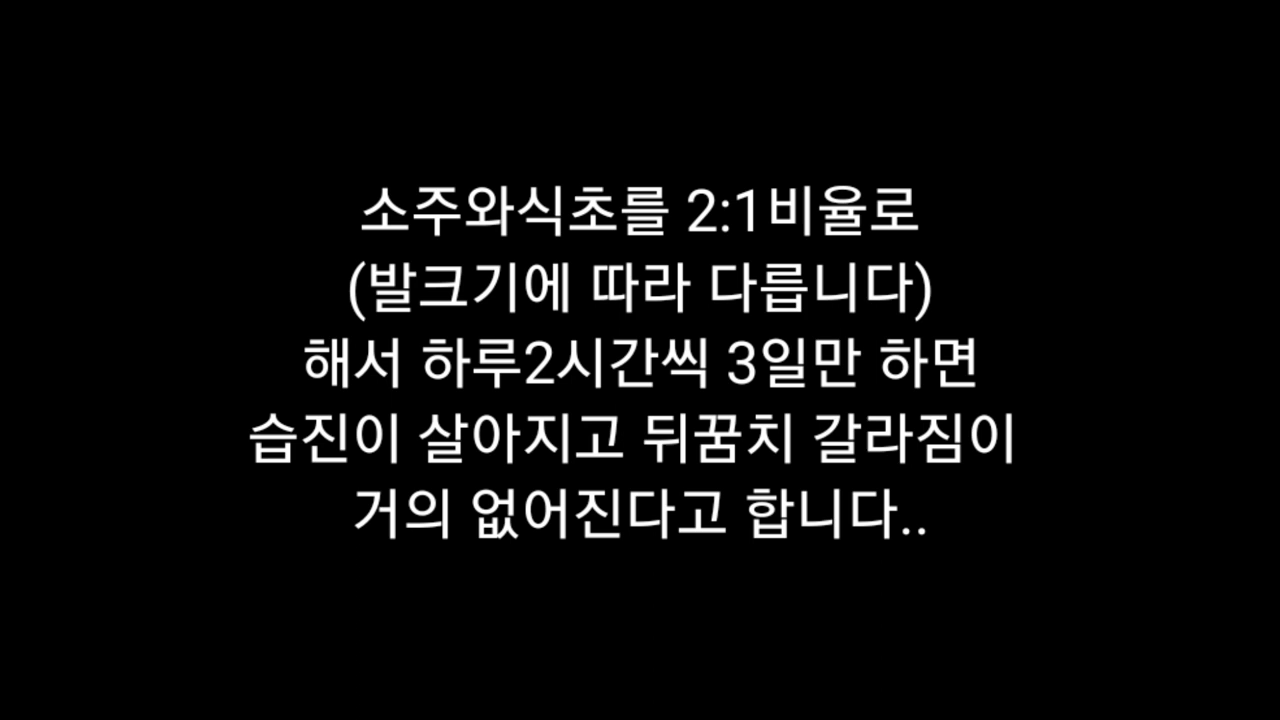 소주와식초를 2:1비율로
(발크기에 따라 다릅니다)
해서 하루2시간씩 3일만 하면
습진이 살아지고 뒤꿈치 갈라짐이
거의 없어진다고 합니다..